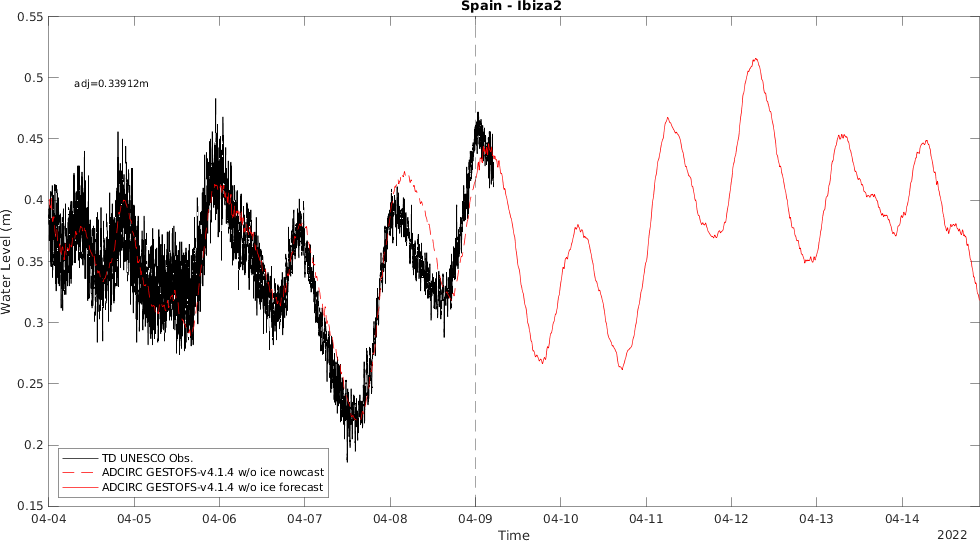 Spain - Ibiza2
0.55
0.5
0.45
0.4
0.35
0.3
0.25
0.2
0.15
Water Level (m)
adj=0.33912m
TD UNESCO Obs.
ADCIRC GESTOFS-v4.1.4 w/o ice nowcast
ADCIRC GESTOFS-v4.1.4 w/o ice forecast
04-04 04-05 04-06 04-07 04-08 04-09 04-10 04-11 04-12 04-13 04-14
Time
2022